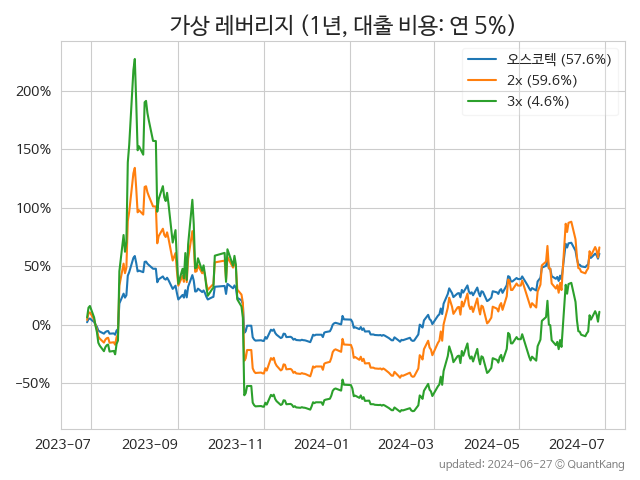 가상 레버리지 (1년, 대출 비용: 연 5%)
오스코텍 (57.6%)
2x (59.6%)
3x (4.6%)
200%
150%
100%
50%
0%
−50%
2023-07 2023-09 2023-11 2024-01 2024-03 2024-05 2024-07
updated: 2024-06-27 © QuantKang